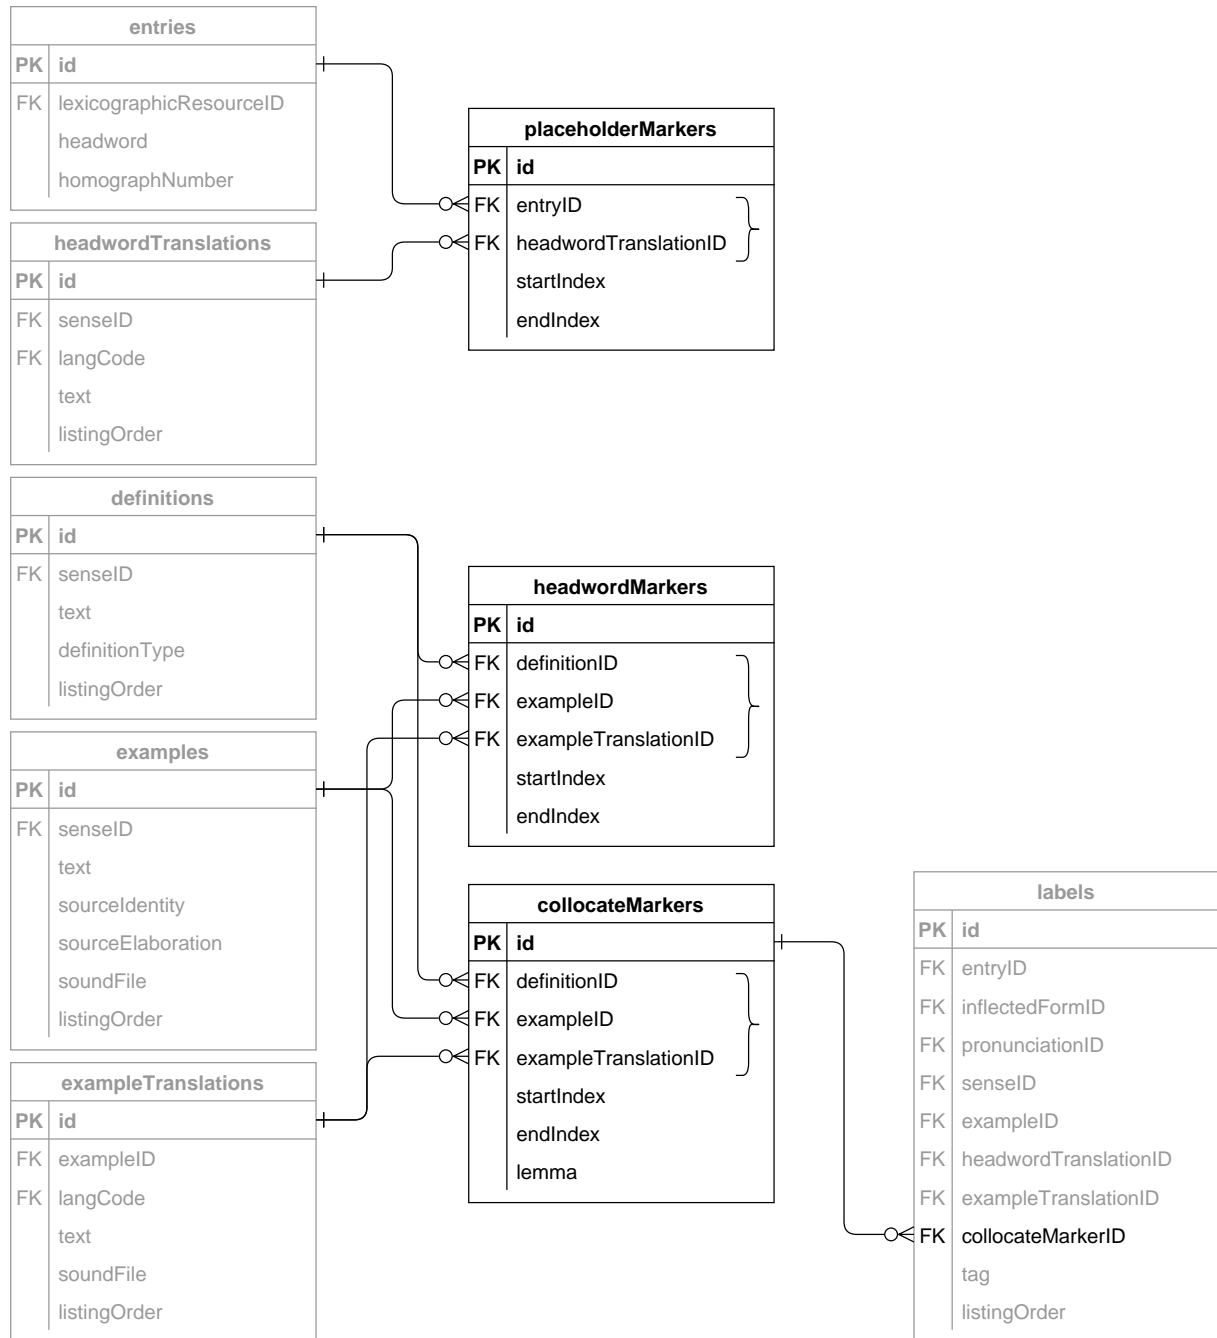 entries
PK id
FK lexicographicResourceID
headword
homographNumber
headwordTranslations
PK id
FK senseID
FK langCode
text
listingOrder
definitions
PK id
FK senseID
text
definitionType
listingOrder
examples
PK id
FK senseID
text
sourceIdentity
sourceElaboration
soundFile
listingOrder
exampleTranslations
PK id
FK exampleID
FK langCode
text
soundFile
listingOrder
placeholderMarkers
PK id
FK entryID
FK headwordTranslationID
startIndex
endIndex
headwordMarkers
PK id
FK definitionID
FK exampleID
FK exampleTranslationID
startIndex
endIndex
collocateMarkers
PK id
FK definitionID
FK exampleID
FK exampleTranslationID
startIndex
endIndex
lemma
labels
PK id
FK entryID
FK inflectedFormID
FK pronunciationID
FK senseID
FK exampleID
FK headwordTranslationID
FK exampleTranslationID
FK collocateMarkerID
tag
listingOrder